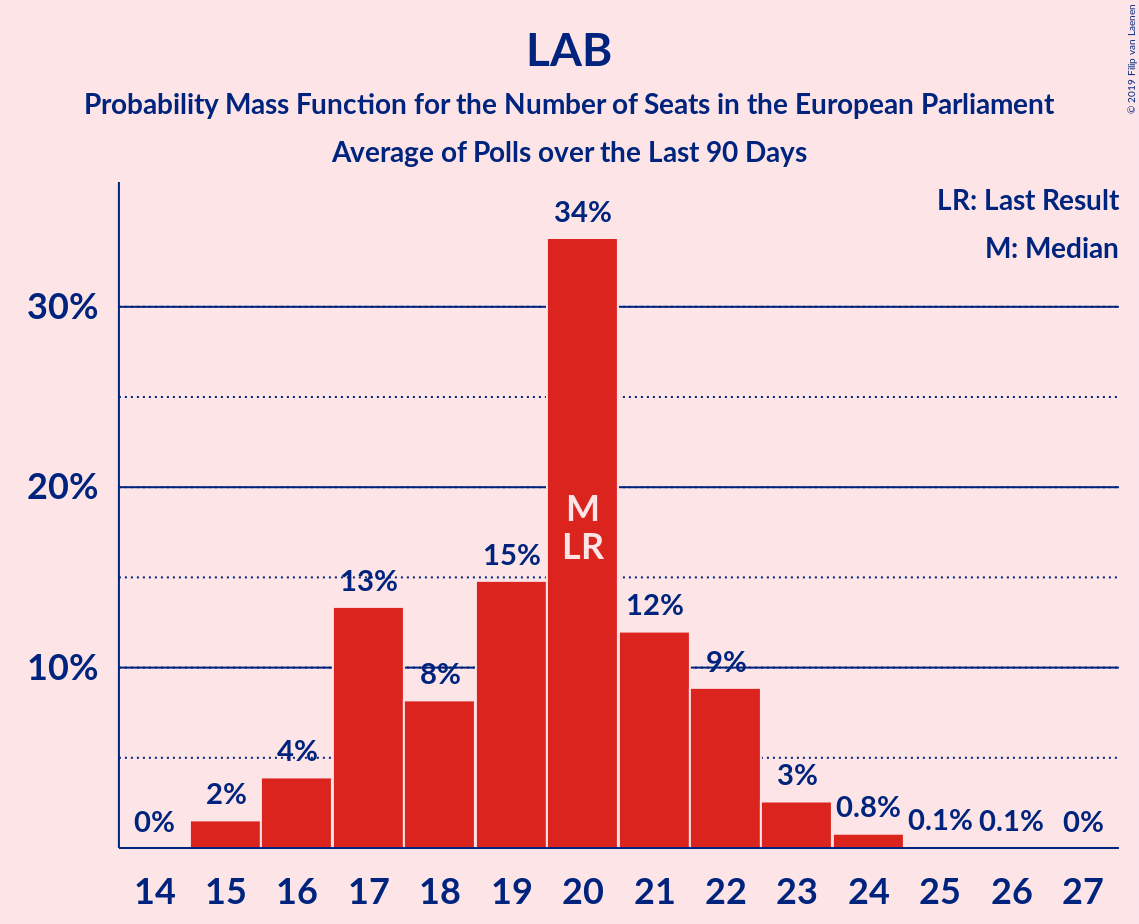 LAB
Probability Mass Function for the Number of Seats in the European Parliament
Average of Polls over the Last 90 Days
© 2019 Filip van Laenen
LR: Last Result
M: Median
34%
30%
20%
M
LR
15%
13%
12%
10%
9%
8%
4%
3%
2%
0%
0.8%
0.1%
0.1%
0%
14 15 16 17 18 19 20 21 22 23 24 25 26 27